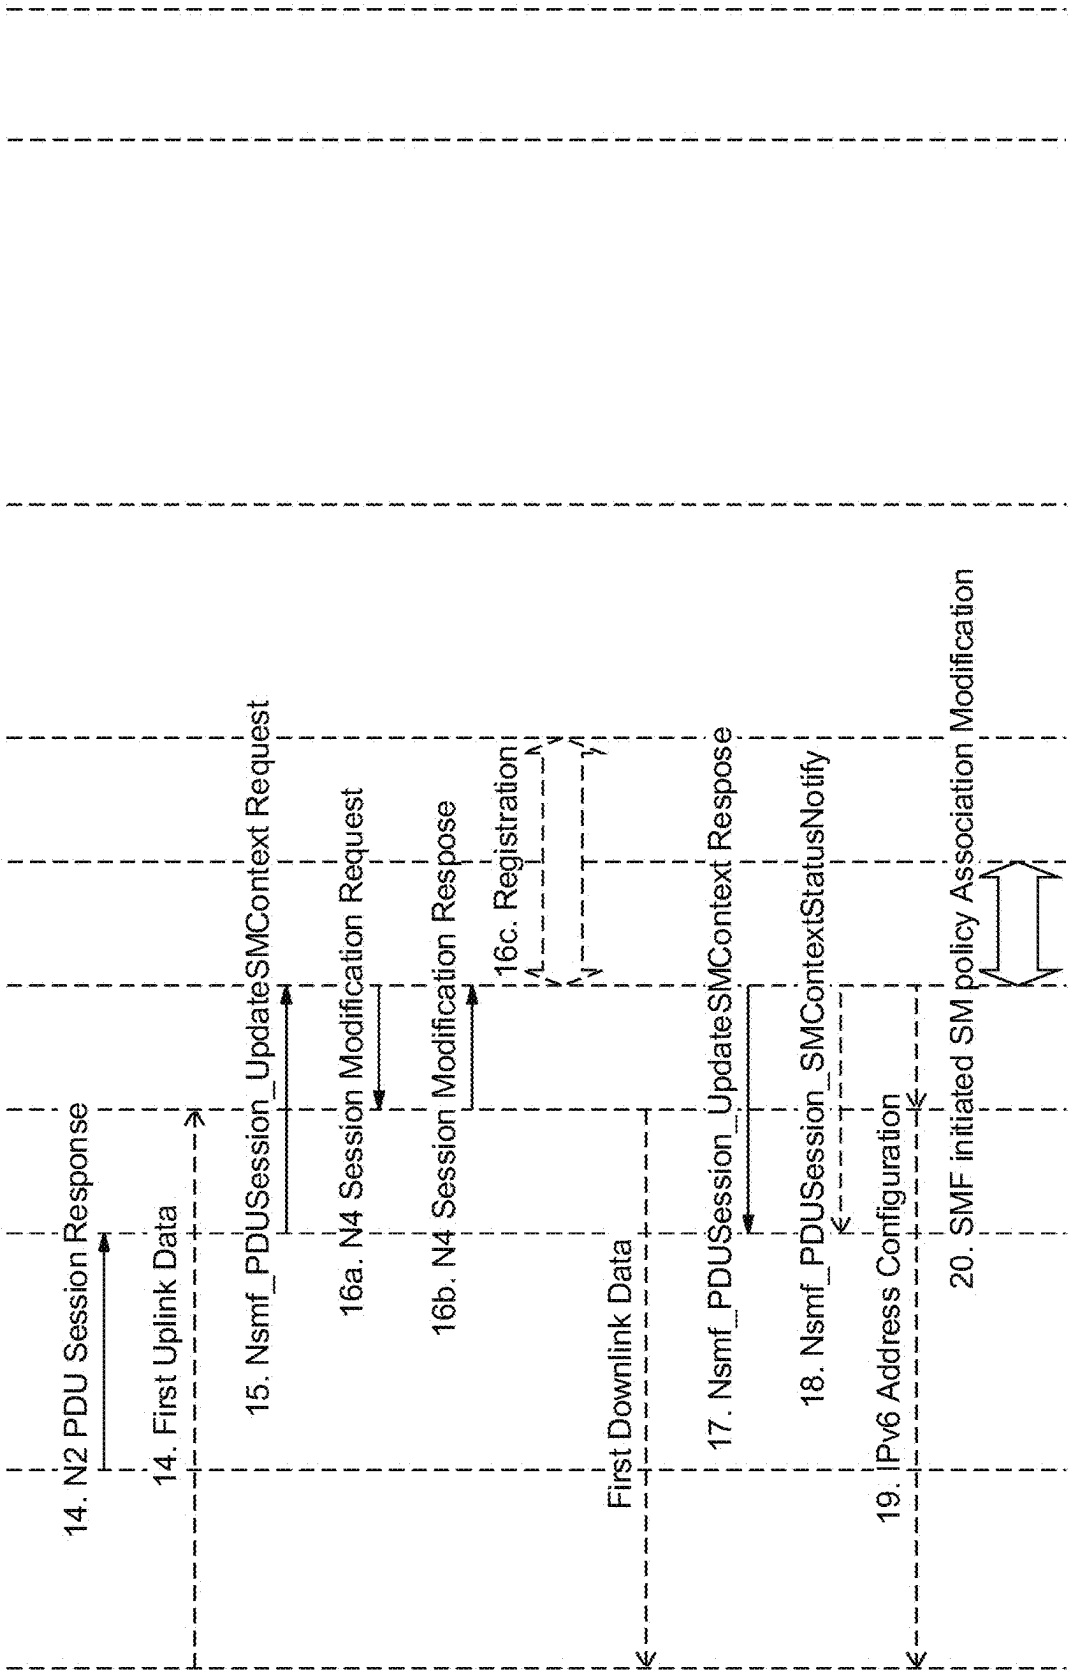 14. N2 PDU Session Response
14. First Uplink Data
15. Nsmf_PDUSession_UpdateSMContext Request
16a. N4 Session Modification Request
16b. N4 Session Modification Respose
16c. Registration
First Downlink Data
17. Nsmf_PDUSession_UpdateSMContext Respose
18. Nsmf_PDUSession_SMContextStatusNotify
19. IPv6 Address Configuration
20. SMF initiated SM policy Association Modification